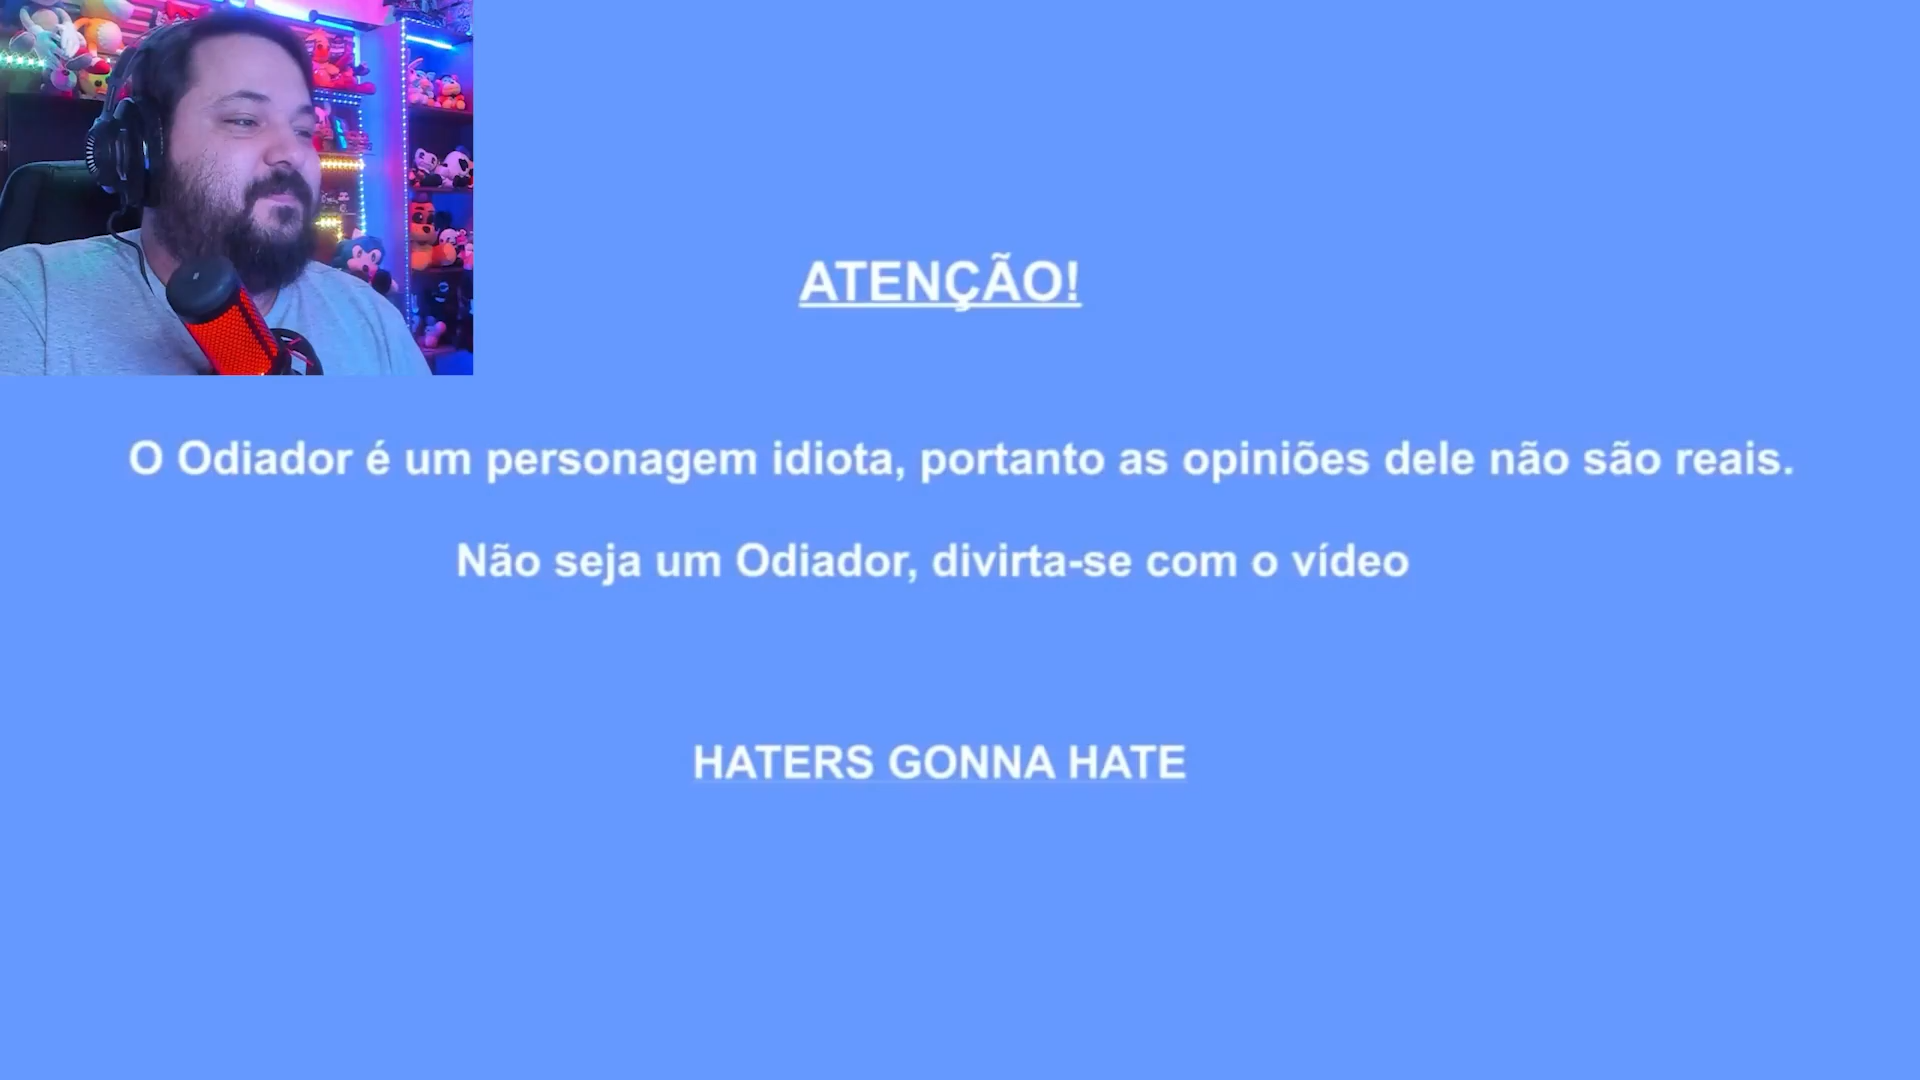 ATENÇÃO!
O Odiador é um personagem idiota, portanto as opiniões dele não são reais.
Não seja um Odiador, divirta-se com o vídeo
HATERS GONNA HATE